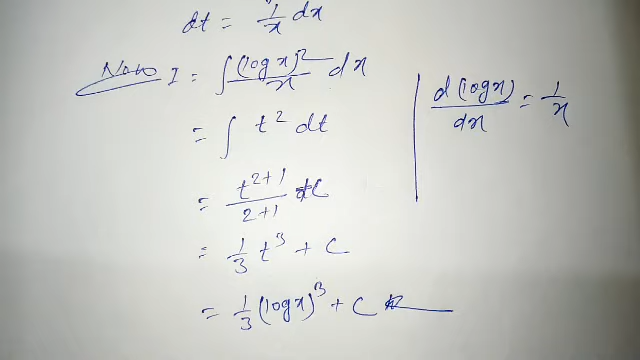 dt = 1/x dx
Now I = ∫ (log x)²/x dx
= ∫ t² dt
= t^(2+1)/(2+1) + C
= 1/3 t³ + C
= 1/3 (log x)³ + C
d(log x)/dx = 1/x